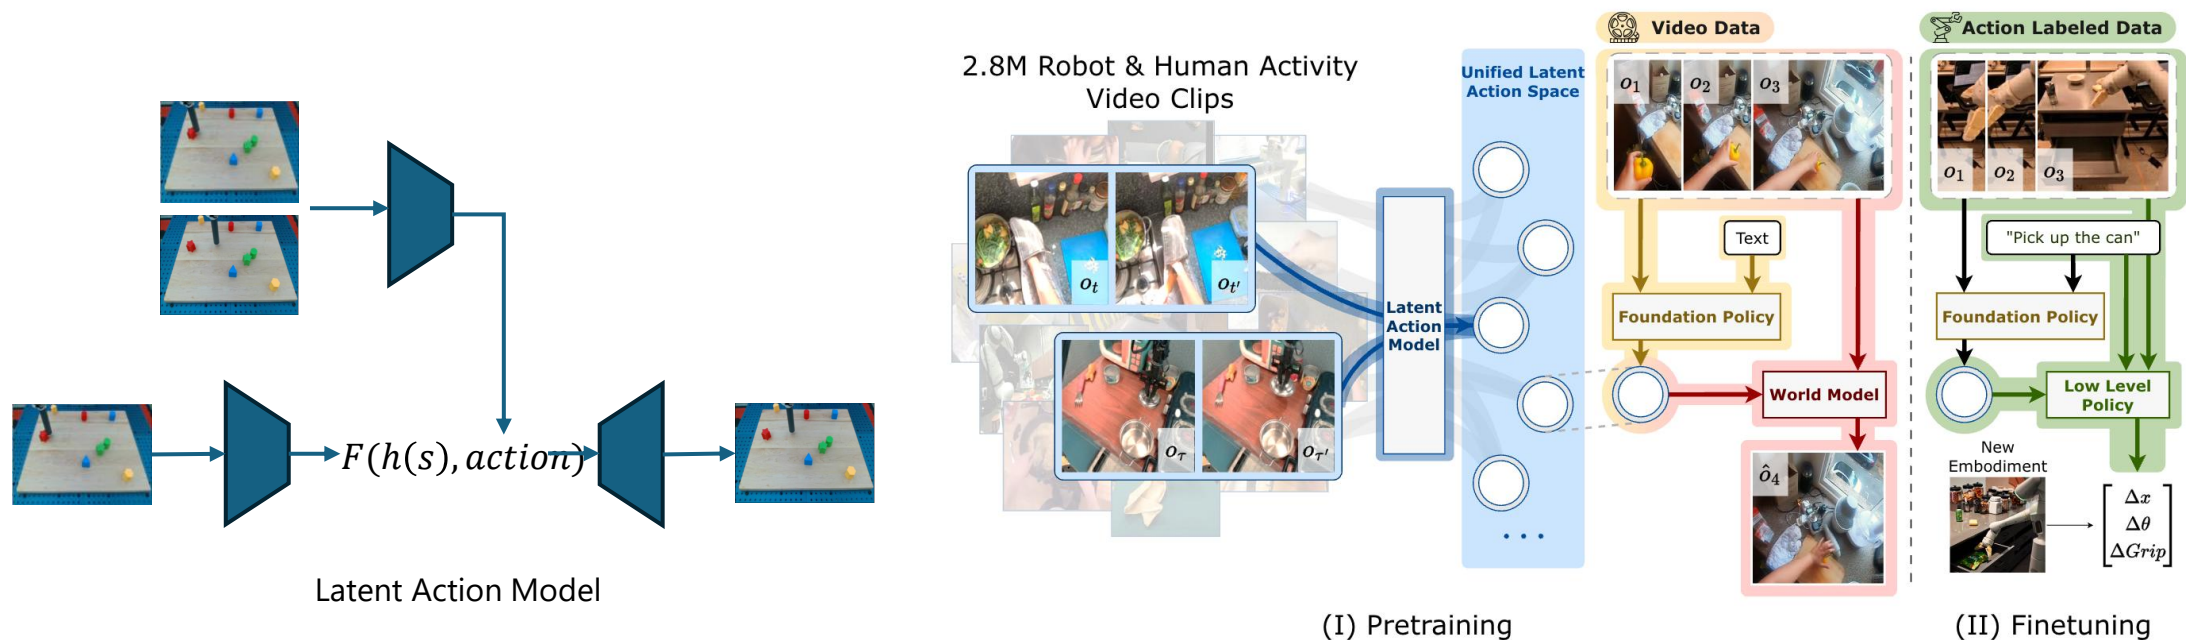 F(h(s), action)
Latent Action Model
2.8M Robot & Human Activity
Video Clips
o_t
o_{t'}
o_τ
o_{τ'}
Latent
Action
Model
Unified Latent
Action Space
...
Video Data
o_1
o_2
o_3
Text
Foundation Policy
World Model
ô_4
(I) Pretraining
Action Labeled Data
o_1
o_2
o_3
"Pick up the can"
Foundation Policy
Low Level
Policy
New
Embodiment
Δx
Δθ
ΔGrip
(II) Finetuning